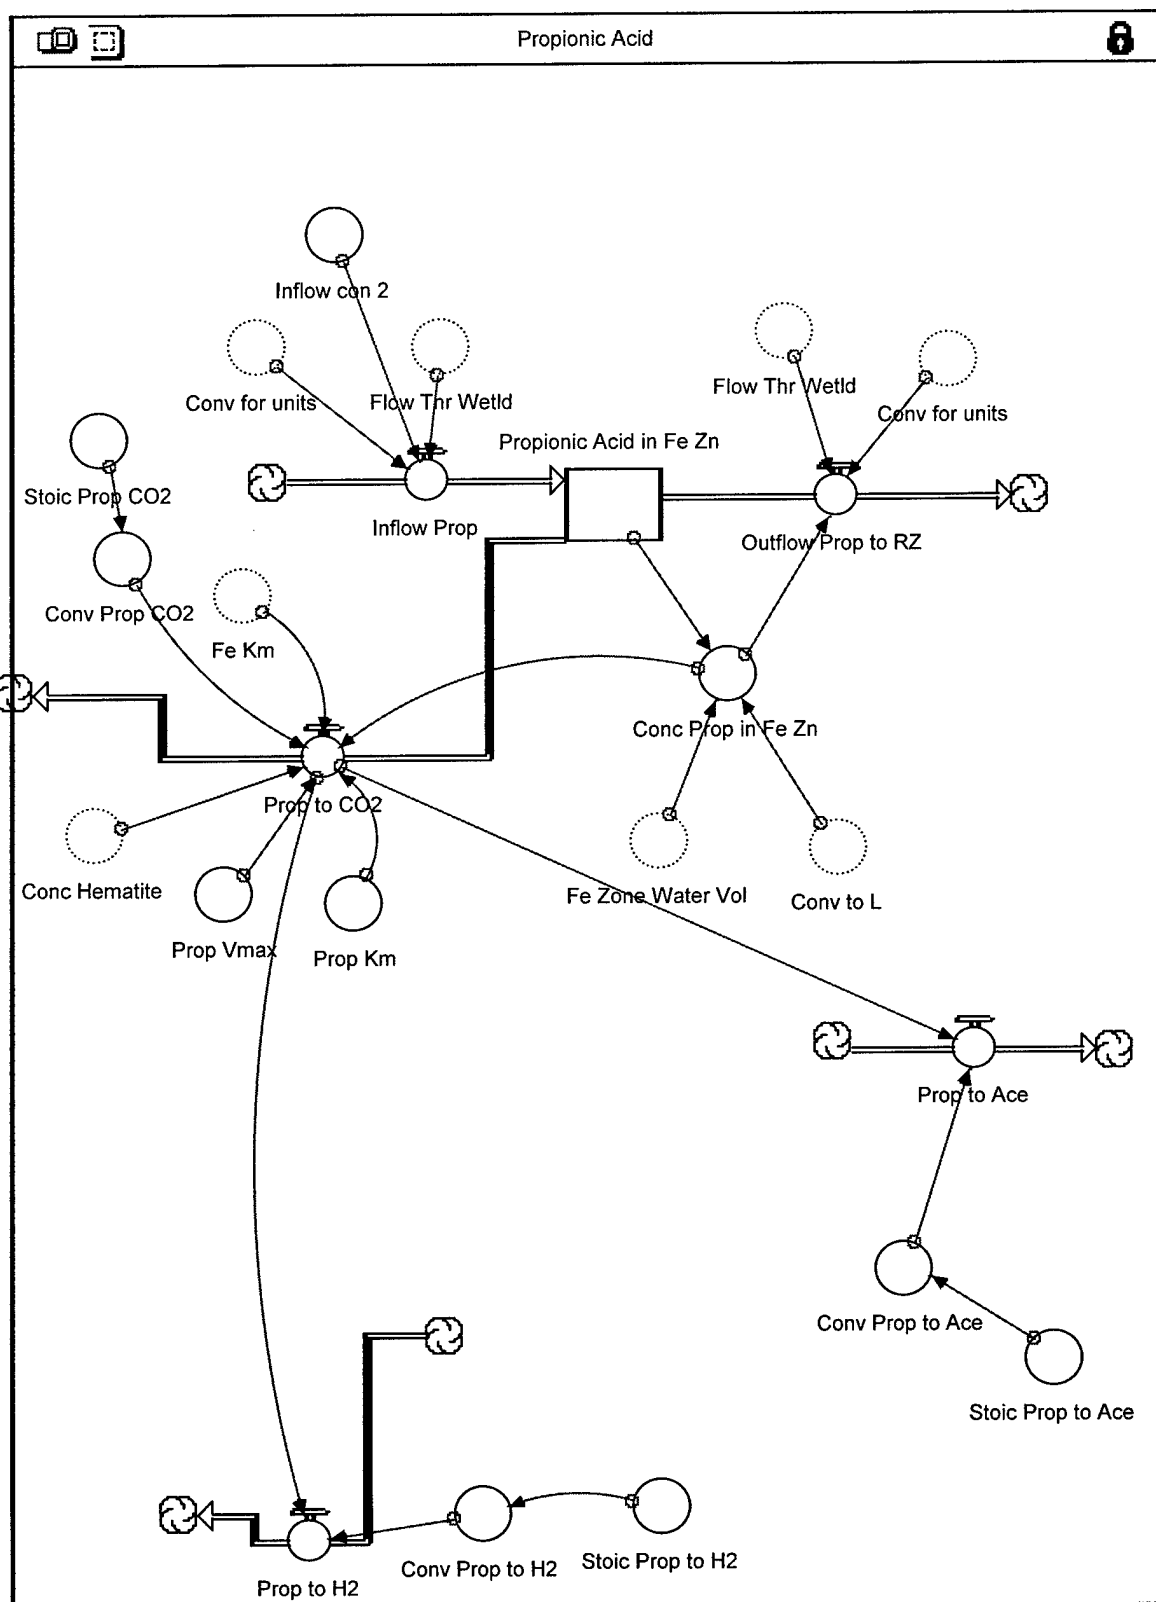 Propionic Acid
Inflow con 2
Conv for units
Flow Thr Wetld
Flow Thr Wetld
Conv for units
Propionic Acid in Fe Zn
Stoic Prop CO2
Inflow Prop
Outflow Prop to RZ
Conv Prop CO2
Fe Km
Conc Prop in Fe Zn
Prop to CO2
Conc Hematite
Fe Zone Water Vol
Conv to L
Prop Vmax
Prop Km
Prop to Ace
Conv Prop to Ace
Stoic Prop to Ace
Conv Prop to H2
Stoic Prop to H2
Prop to H2